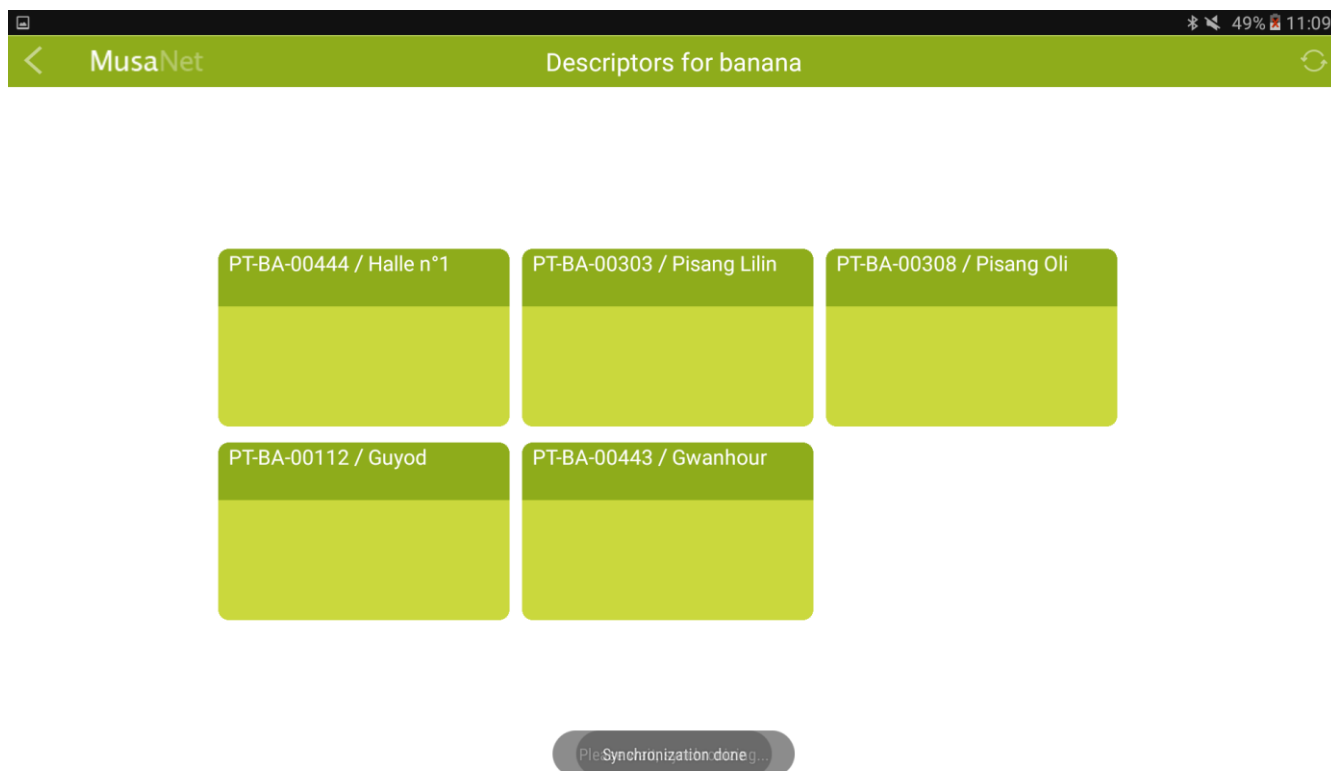 49% 11:09
MusaNet
Descriptors for banana
PT-BA-00444 / Halle n°1
PT-BA-00303 / Pisang Lilin
PT-BA-00308 / Pisang Oli
PT-BA-00112 / Guyod
PT-BA-00443 / Gwanhour
Synchronization done